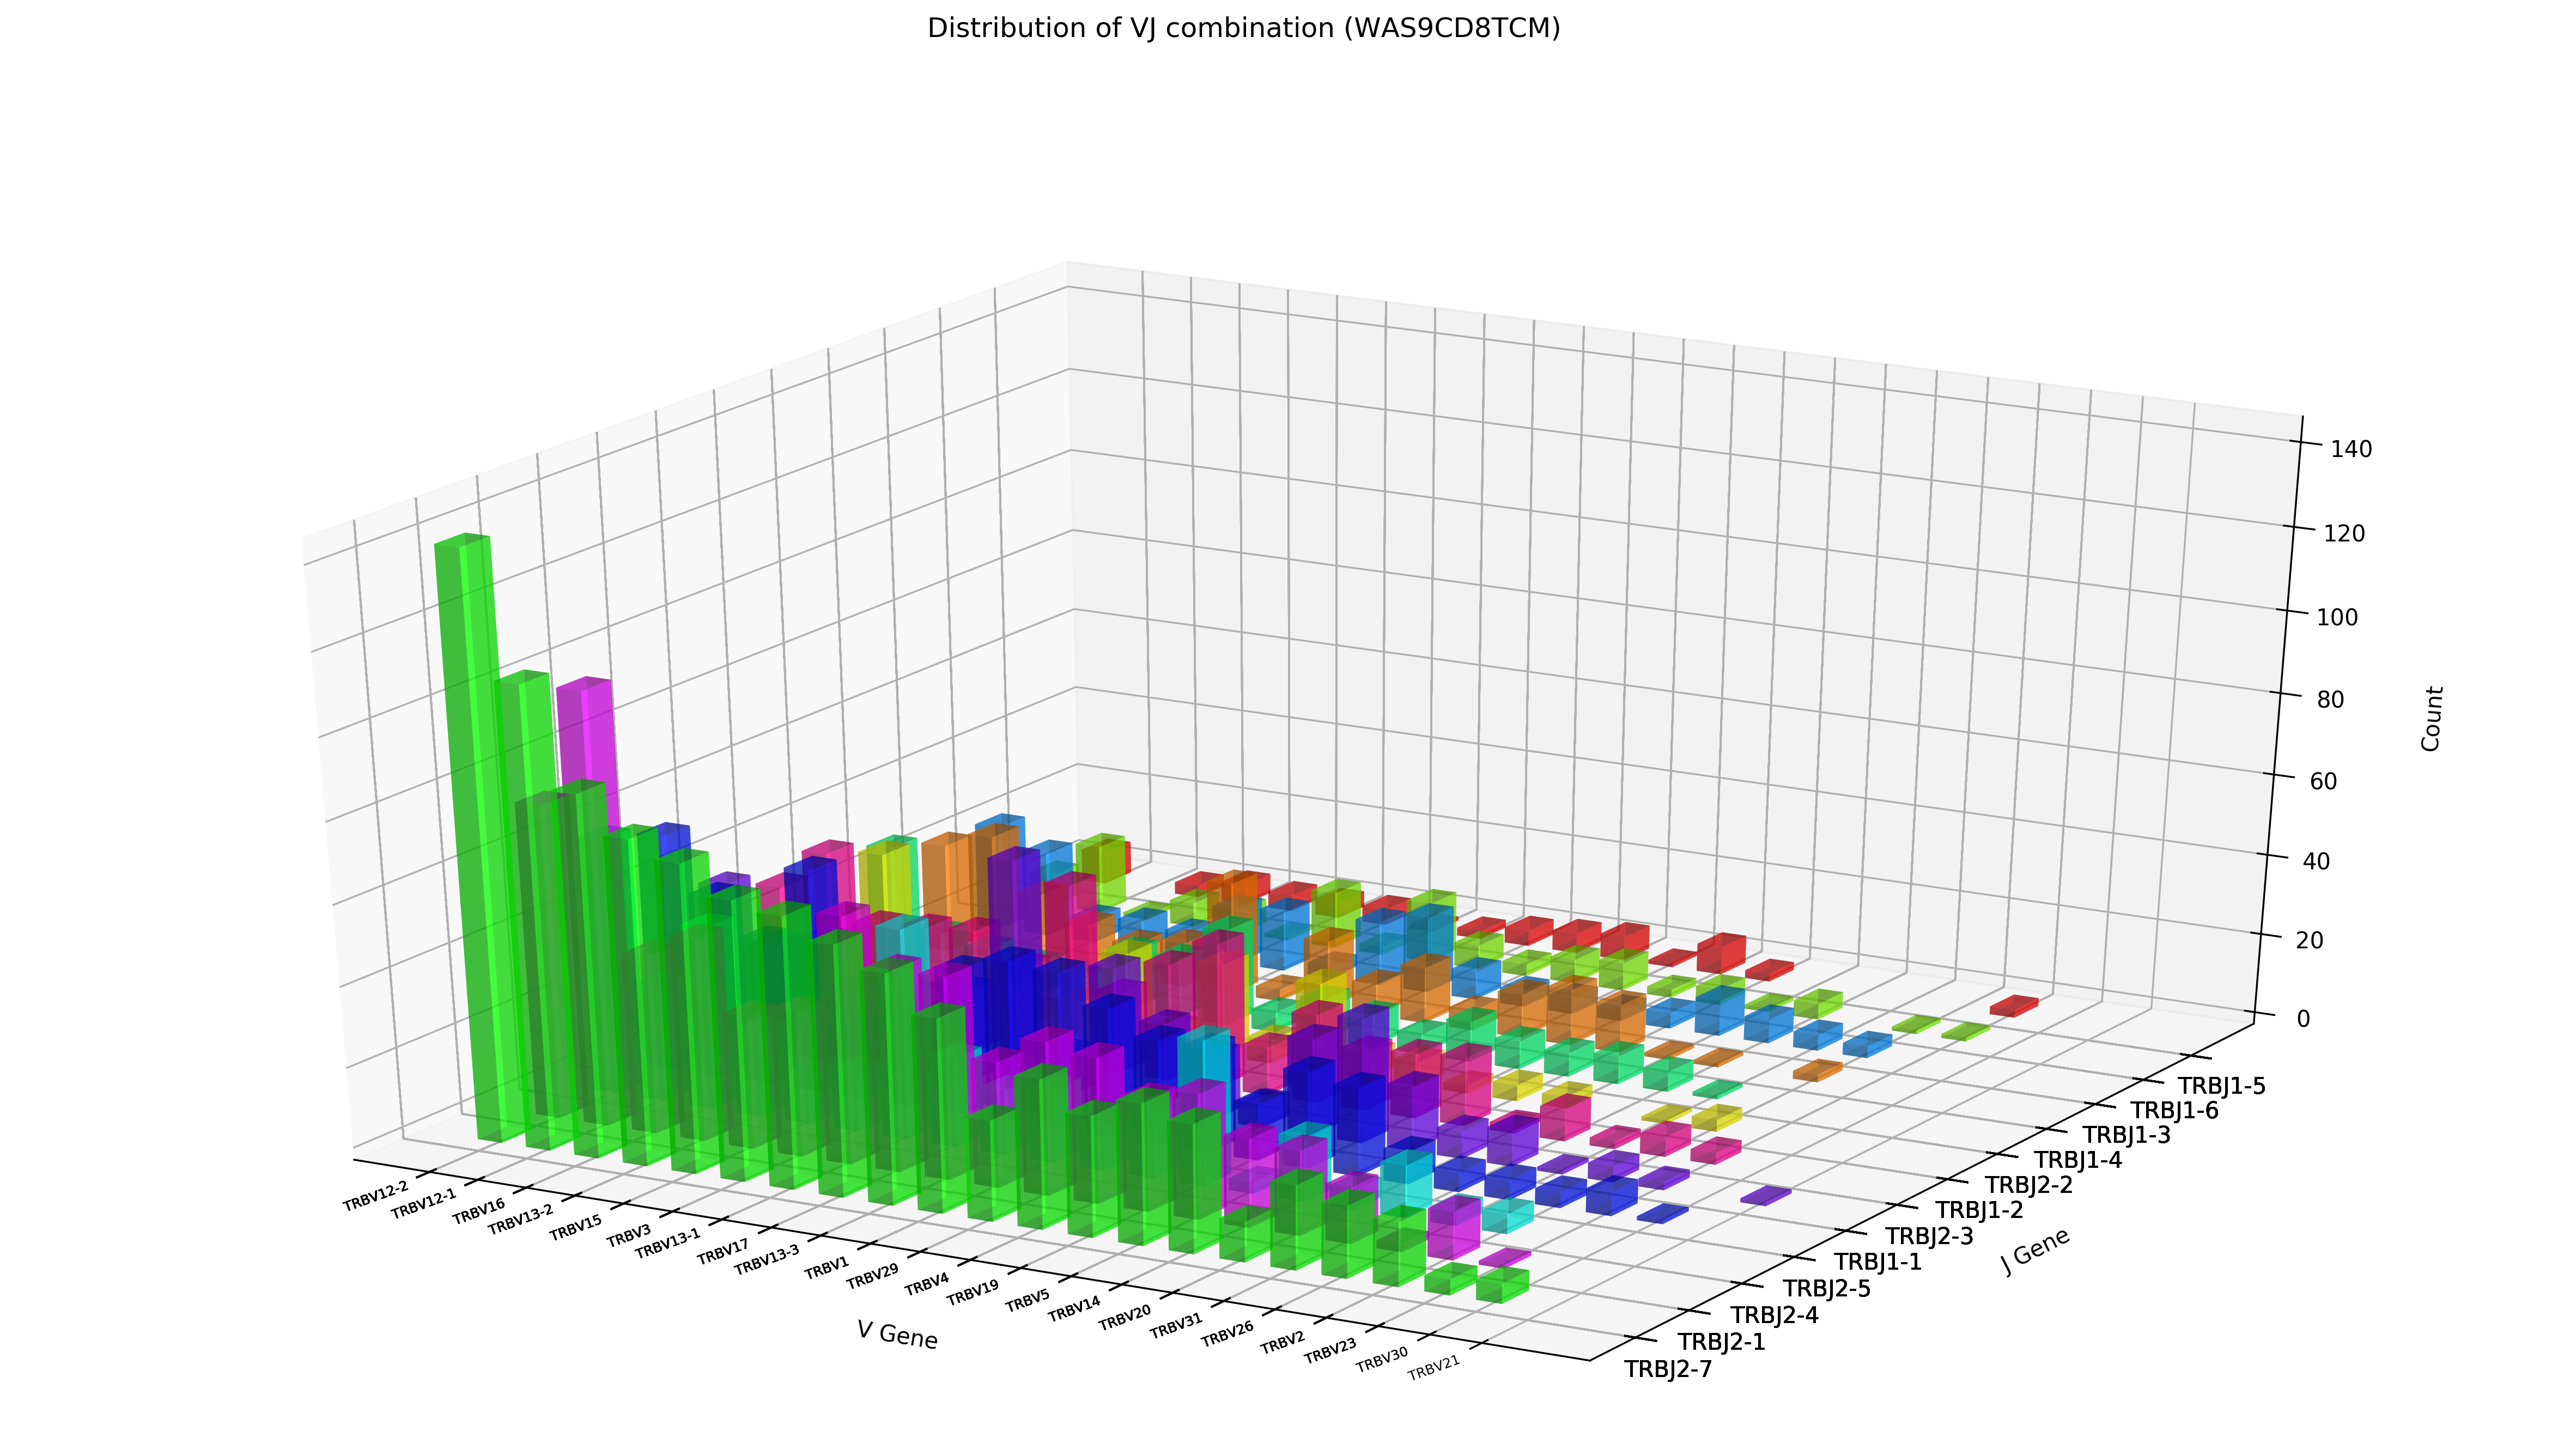 Distribution of VJ combination (WAS9CD8TCM)
140
120
100
80
60
40
20
0
Count
TRBJ1-5
TRBJ1-6
TRBJ1-3
TRBJ1-4
TRBJ2-2
TRBJ1-2
TRBJ2-3
TRBJ1-1
TRBJ2-5
TRBJ2-4
TRBJ2-1
TRBJ2-7
J Gene
TRBV12-2
TRBV12-1
TRBV16
TRBV13-2
TRBV15
TRBV3
TRBV13-1
TRBV17
TRBV13-3
TRBV1
TRBV29
TRBV4
TRBV19
TRBV5
TRBV14
TRBV20
TRBV31
TRBV26
TRBV2
TRBV23
TRBV30
TRBV21
V Gene